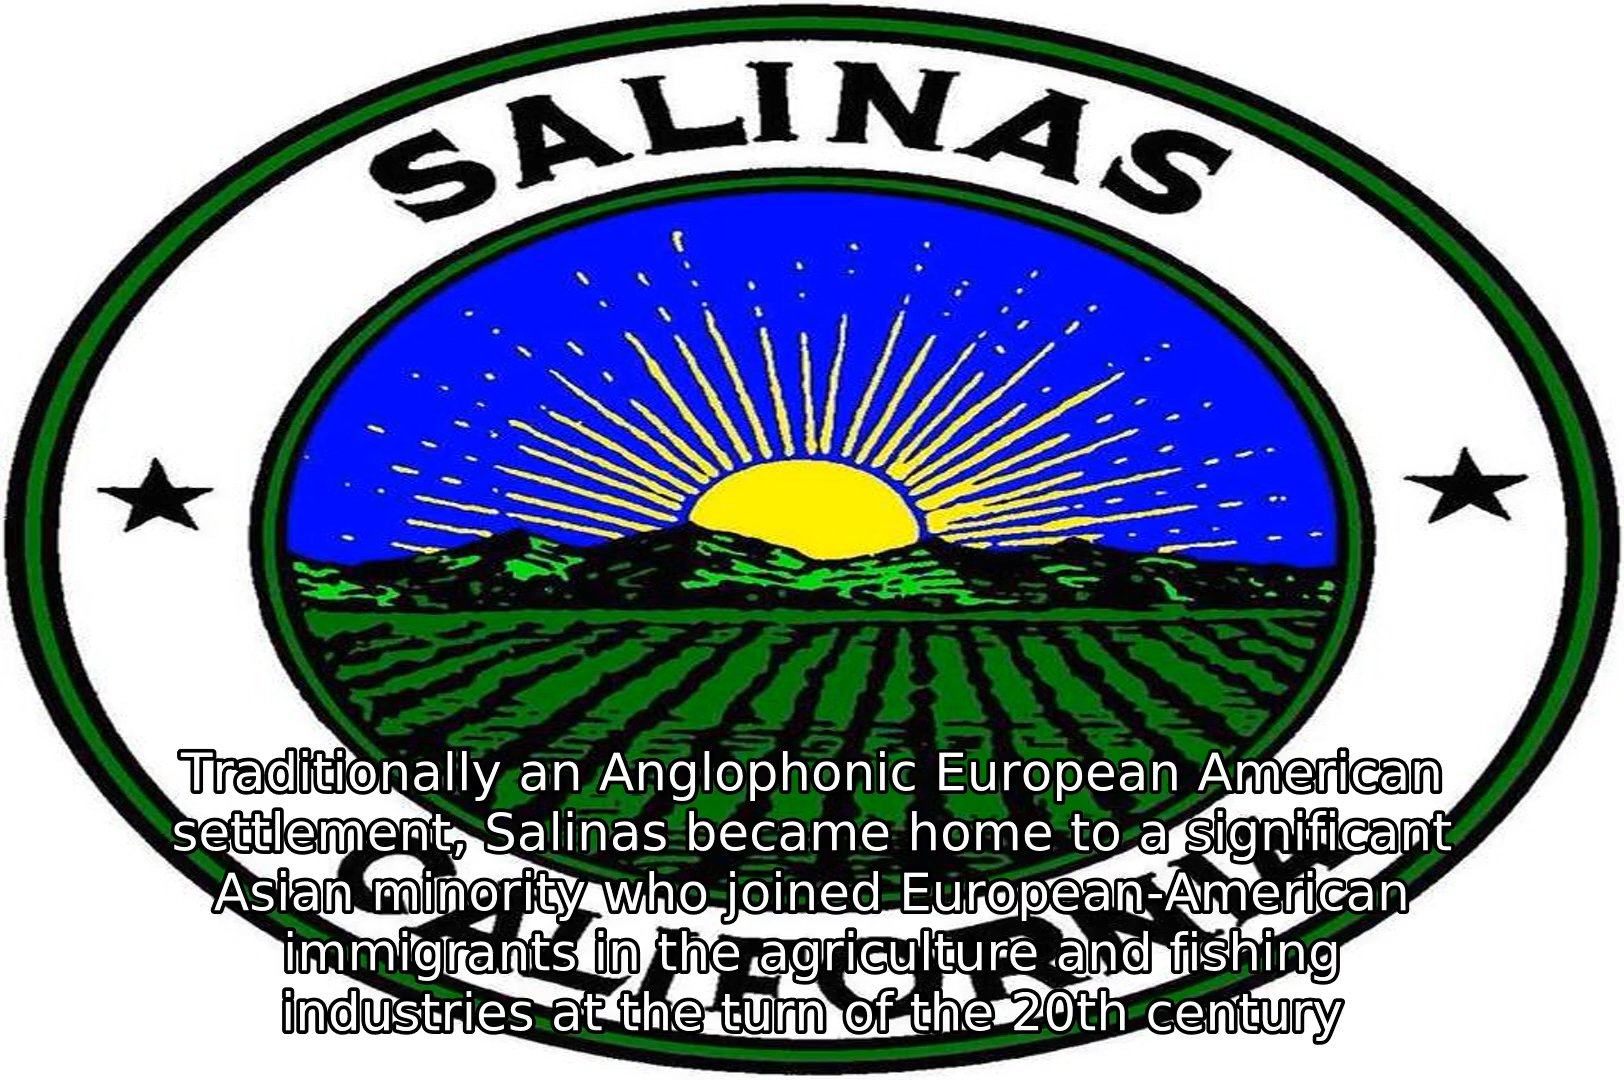 SALINAS
Traditionally an Anglophonic European American
settlement, Salinas became home to a significant
Asian minority who joined European-American
immigrants in the agriculture and fishing
industries at the turn of the 20th century
CALIFORNIA